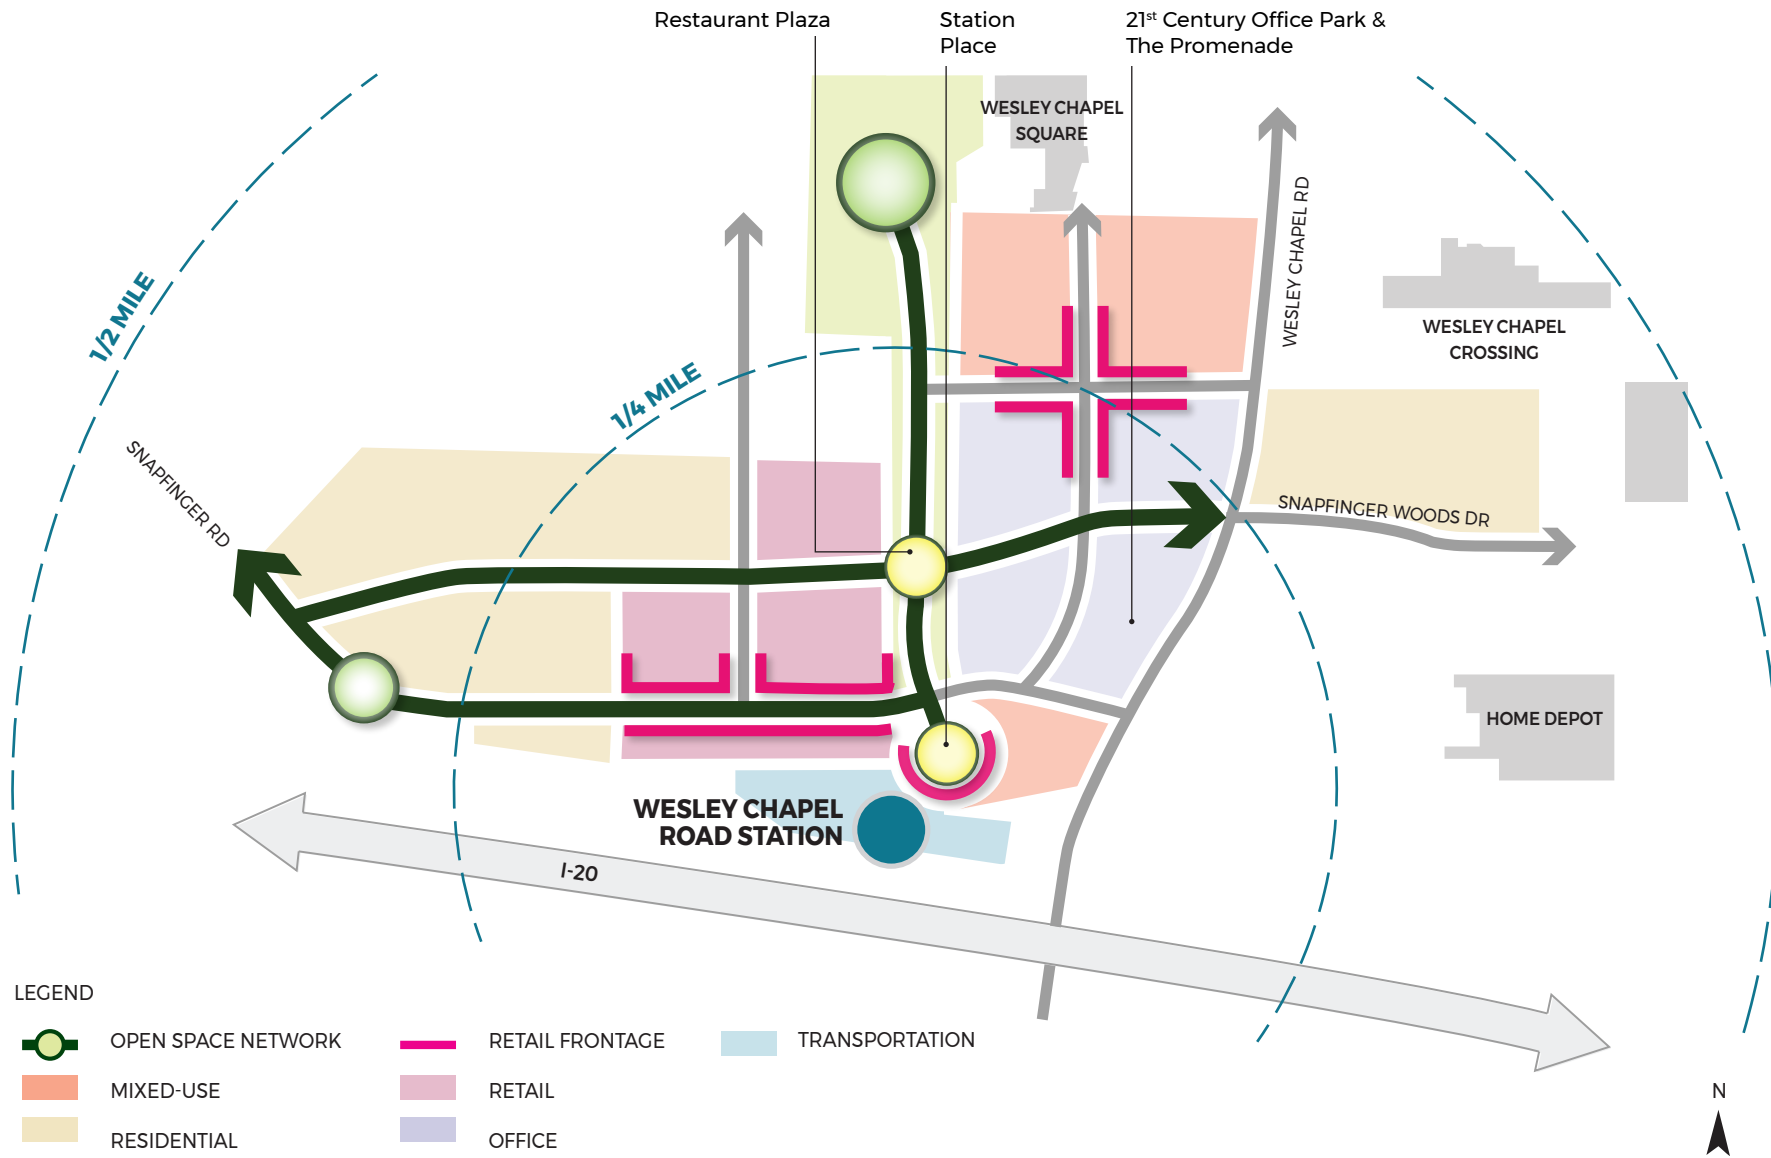 Restaurant Plaza
Station
Place
21st Century Office Park &
The Promenade
WESLEY CHAPEL
SQUARE
WESLEY CHAPEL RD
1/2 MILE
1/4 MILE
WESLEY CHAPEL
CROSSING
SNAPFINGER RD
SNAPFINGER WOODS DR
HOME DEPOT
WESLEY CHAPEL
ROAD STATION
I-20
LEGEND
OPEN SPACE NETWORK
RETAIL FRONTAGE
TRANSPORTATION
MIXED-USE
RETAIL
RESIDENTIAL
OFFICE
N